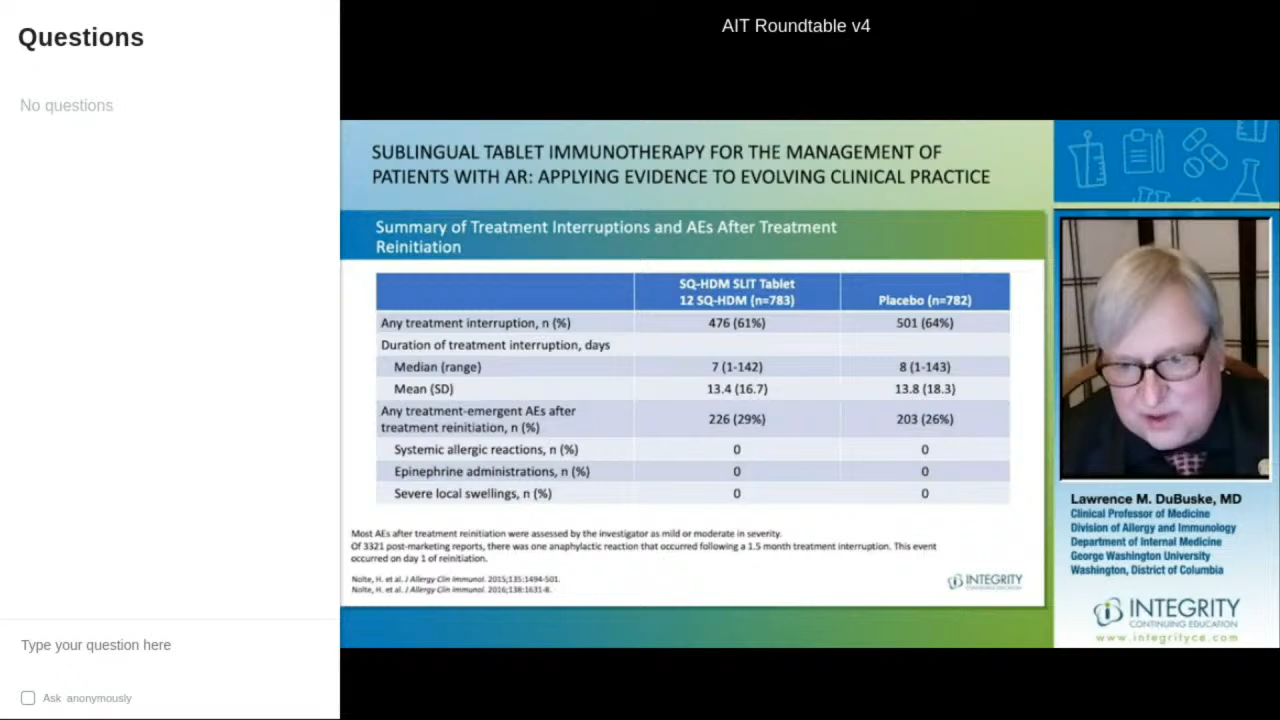 Questions
No questions
Type your question here
Ask anonymously
AIT Roundtable v4
SUBLINGUAL TABLET IMMUNOTHERAPY FOR THE MANAGEMENT OF
PATIENTS WITH AR: APPLYING EVIDENCE TO EVOLVING CLINICAL PRACTICE
Summary of Treatment Interruptions and AEs After Treatment
Reinitiation
SQ-HDM SLIT Tablet
12 SQ-HDM (n=783) Placebo (n=782)
Any treatment interruption, n (%) 476 (61%) 501 (64%)
Duration of treatment interruption, days
Median (range) 7 (1-142) 8 (1-143)
Mean (SD) 13.4 (16.7) 13.8 (18.3)
Any treatment-emergent AEs after
treatment reinitiation, n (%) 226 (29%) 203 (26%)
Systemic allergic reactions, n (%) 0 0
Epinephrine administrations, n (%) 0 0
Severe local swellings, n (%) 0 0
Most AEs after treatment reinitiation were assessed by the investigator as mild or moderate in severity.
Of 3321 post-marketing reports, there was one anaphylactic reaction that occurred following a 1.5 month treatment interruption. This event
occurred on day 1 of reinitiation.
Nolte, H. et al. J Allergy Clin Immunol. 2015;135:1494-501.
Nolte, H. et al. J Allergy Clin Immunol. 2016;138:1631-8.
INTEGRITY
CONTINUING EDUCATION
Lawrence M. DuBuske, MD
Clinical Professor of Medicine
Division of Allergy and Immunology
Department of Internal Medicine
George Washington University
Washington, District of Columbia
INTEGRITY
CONTINUING EDUCATION
www.integrityce.com